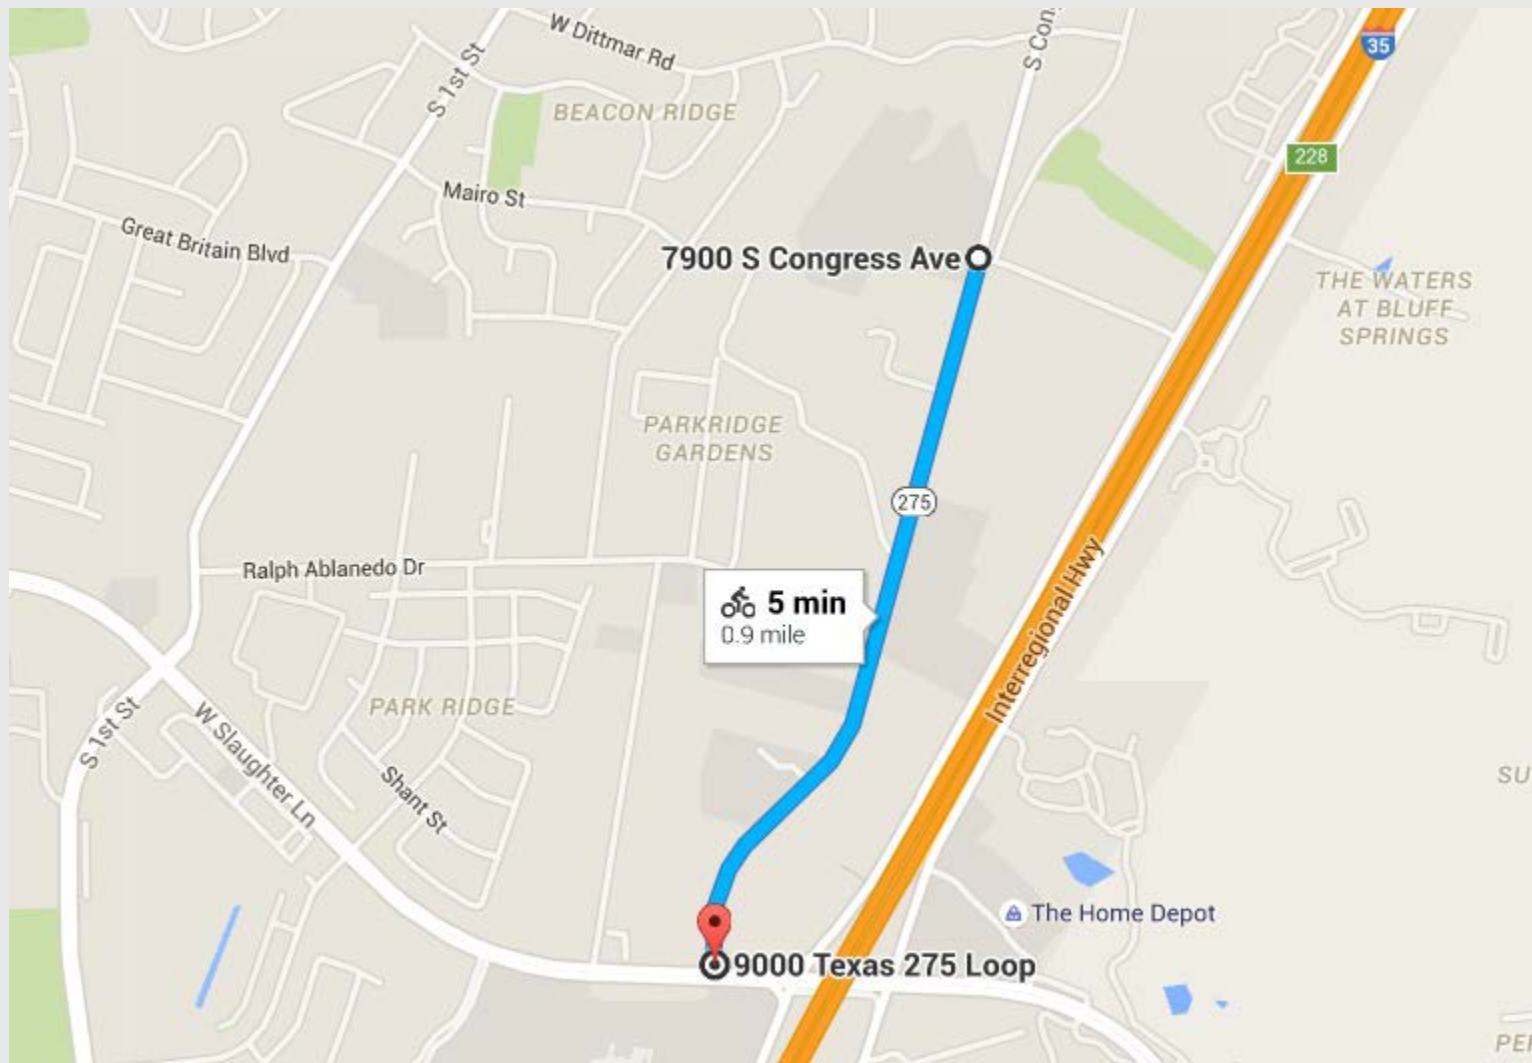 W Dittmar Rd
S Con
35
S 1st St
BEACON RIDGE
228
Mairo St
Great Britain Blvd
7900 S Congress Ave
THE WATERS
AT BLUFF
SPRINGS
PARKRIDGE
GARDENS
275
Interregional Hwy
Ralph Ablanedo Dr
5 min
0.9 mile
PARK RIDGE
S 1st St
W Slaughter Ln
Shant St
SU
The Home Depot
9000 Texas 275 Loop
PE